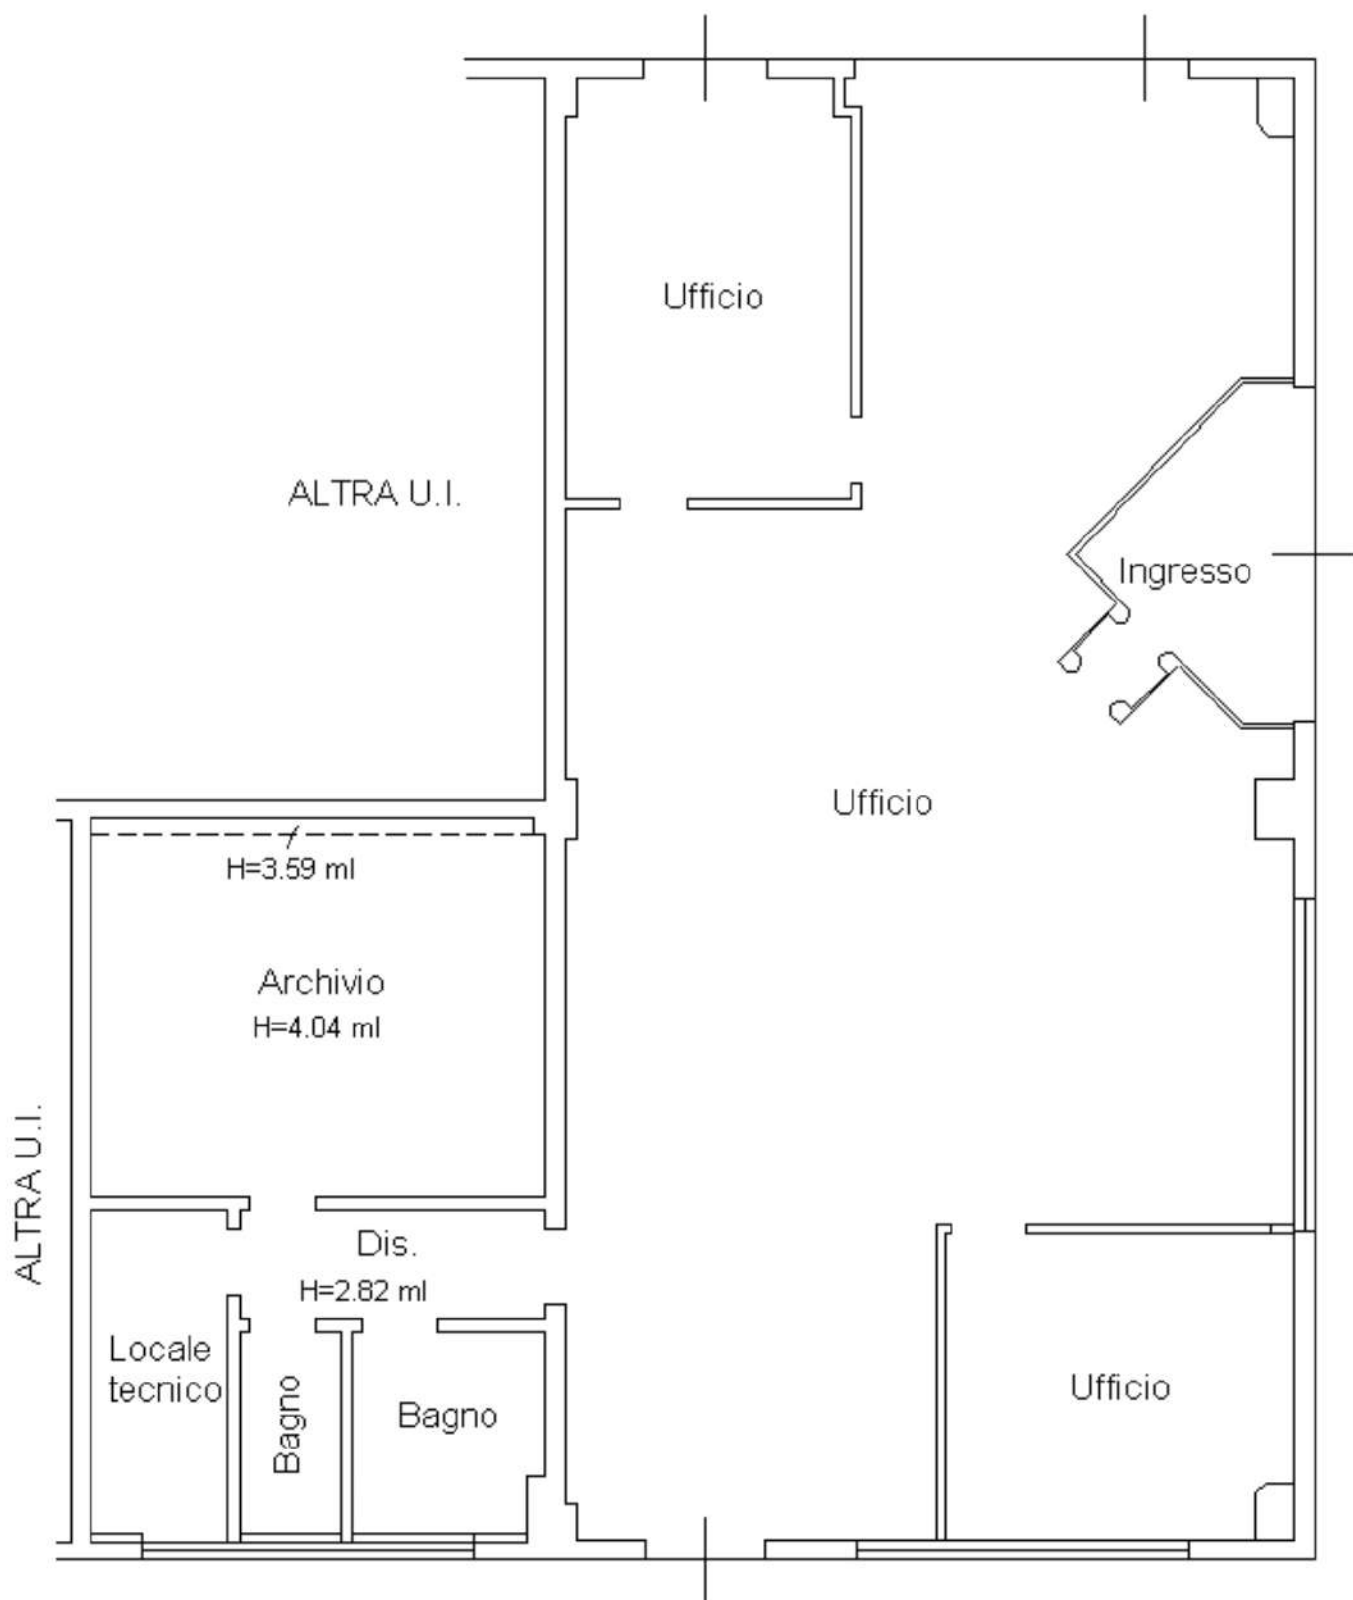 Ufficio
ALTRA U.I.
Ingresso
Ufficio
H=3.59 ml
Archivio
H=4.04 ml
ALTRA U.I.
Dis.
H=2.82 ml
Locale
tecnico
Bagno
Bagno
Ufficio